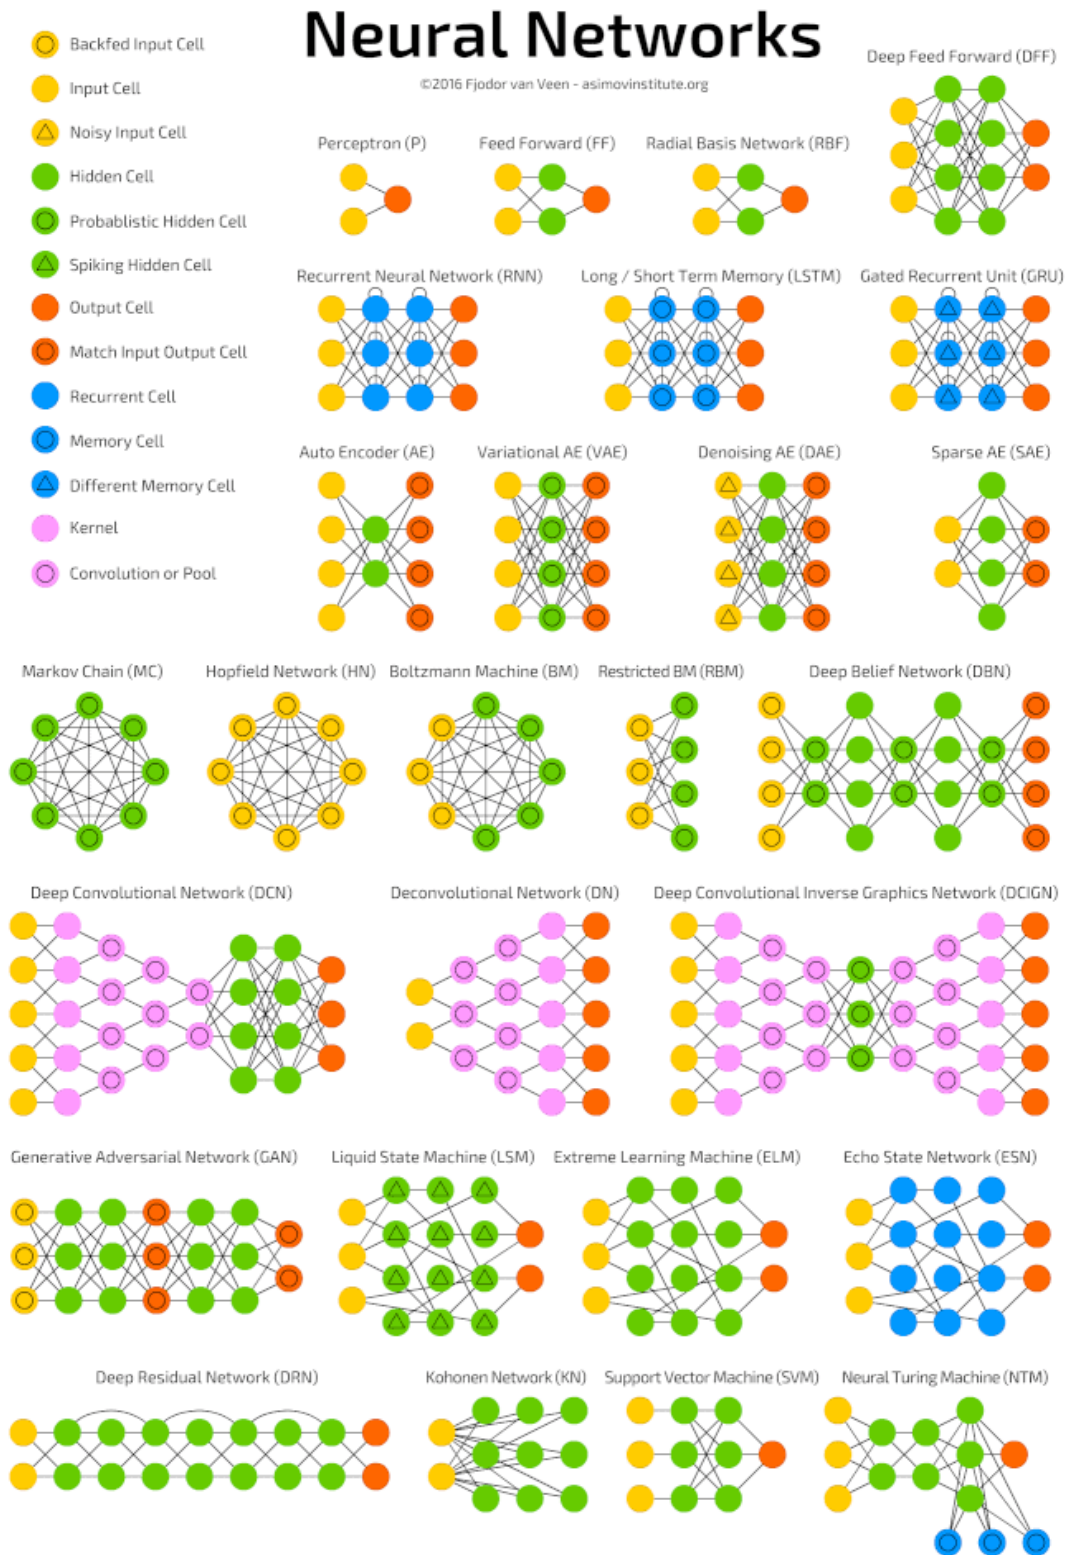 Neural Networks
©2016 Fjodor van Veen - asimovinstitute.org
Backfed Input Cell
Input Cell
Noisy Input Cell
Hidden Cell
Probablistic Hidden Cell
Spiking Hidden Cell
Output Cell
Match Input Output Cell
Recurrent Cell
Memory Cell
Different Memory Cell
Kernel
Convolution or Pool
Deep Feed Forward (DFF)
Perceptron (P)
Feed Forward (FF)
Radial Basis Network (RBF)
Recurrent Neural Network (RNN)
Long / Short Term Memory (LSTM)
Gated Recurrent Unit (GRU)
Auto Encoder (AE)
Variational AE (VAE)
Denoising AE (DAE)
Sparse AE (SAE)
Markov Chain (MC)
Hopfield Network (HN)
Boltzmann Machine (BM)
Restricted BM (RBM)
Deep Belief Network (DBN)
Deep Convolutional Network (DCN)
Deconvolutional Network (DN)
Deep Convolutional Inverse Graphics Network (DCIGN)
Generative Adversarial Network (GAN)
Liquid State Machine (LSM)
Extreme Learning Machine (ELM)
Echo State Network (ESN)
Deep Residual Network (DRN)
Kohonen Network (KN)
Support Vector Machine (SVM)
Neural Turing Machine (NTM)